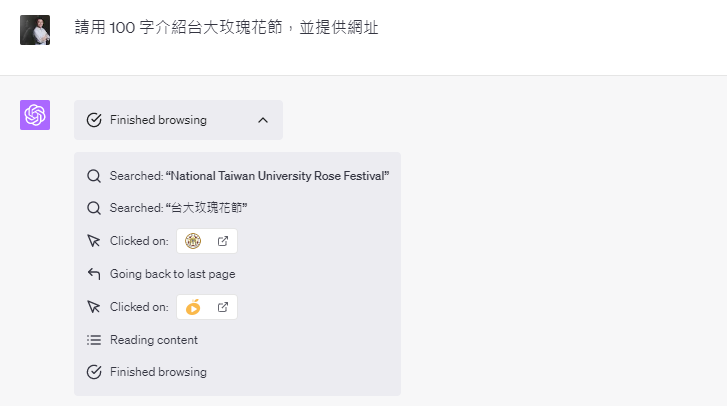 請用 100 字介紹台大玫瑰花節，並提供網址
Finished browsing
Searched: “National Taiwan University Rose Festival”
Searched: “台大玫瑰花節”
Clicked on:
Going back to last page
Clicked on:
Reading content
Finished browsing